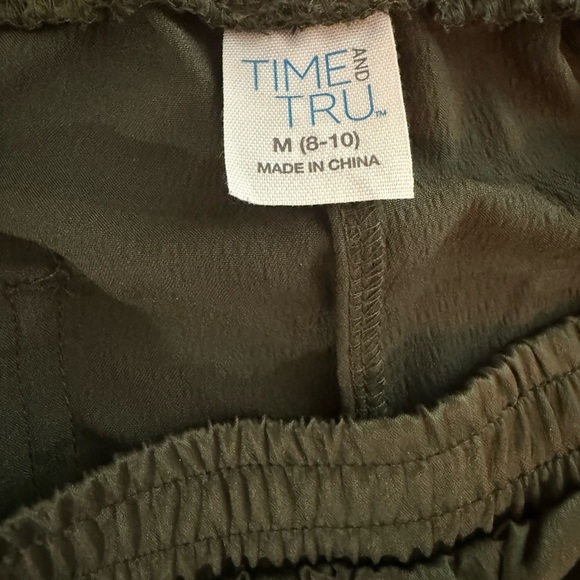 TIME AND
TRU™
M (8-10)
MADE IN CHINA